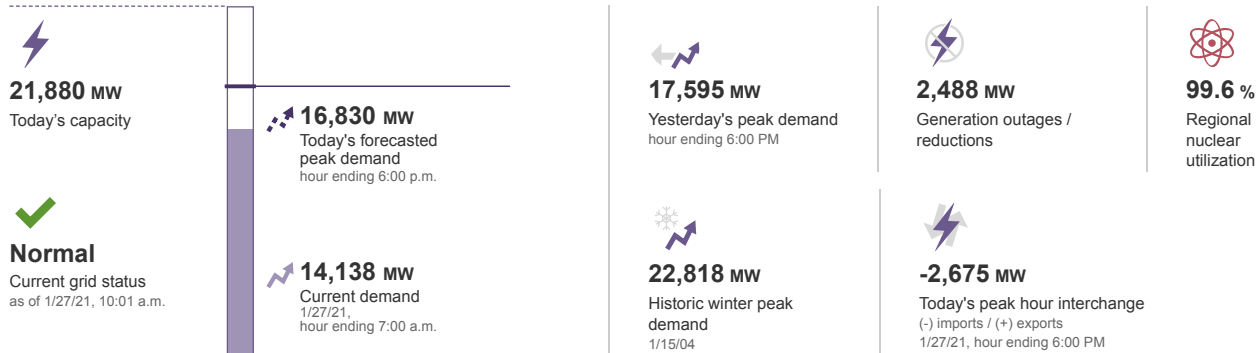 21,880 MW
Today's capacity
Normal
Current grid status
as of 1/27/21, 10:01 a.m.
16,830 MW
Today's forecasted
peak demand
hour ending 6:00 p.m.
14,138 MW
Current demand
1/27/21,
hour ending 7:00 a.m.
17,595 MW
Yesterday's peak demand
hour ending 6:00 PM
2,488 MW
Generation outages /
reductions
99.6 %
Regional
nuclear
utilization
22,818 MW
Historic winter peak
demand
1/15/04
-2,675 MW
Today's peak hour interchange
(-) imports / (+) exports
1/27/21, hour ending 6:00 PM